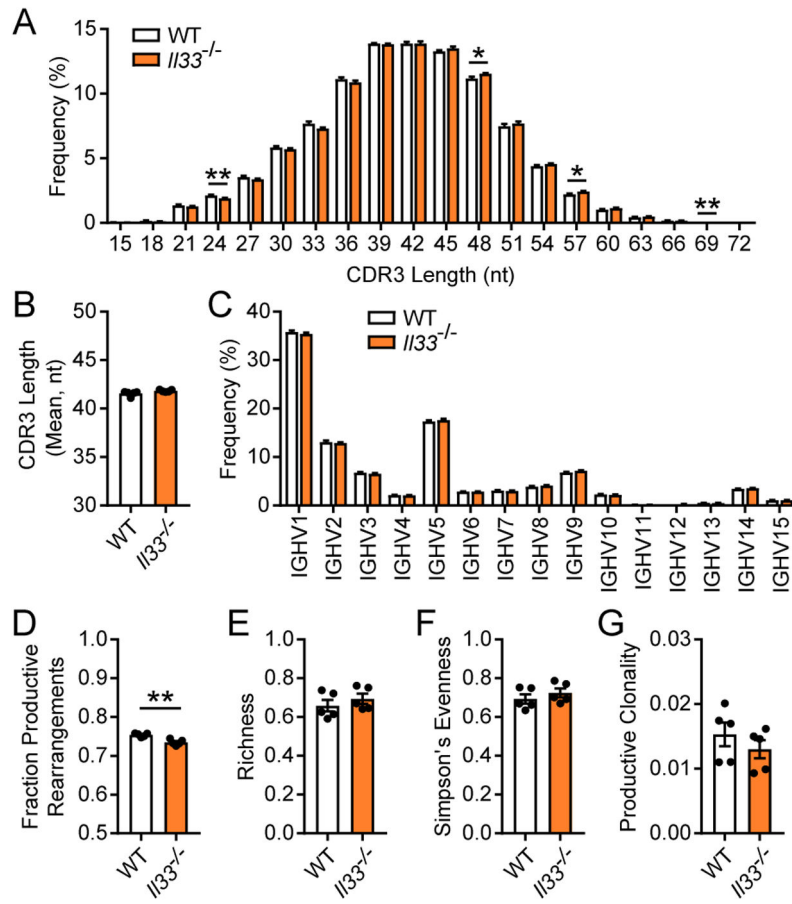 A
WT
Il33-/-
Frequency (%)
15
10
5
0
**
*
*
**
15 18 21 24 27 30 33 36 39 42 45 48 51 54 57 60 63 66 69 72
CDR3 Length (nt)
B
CDR3 Length
(Mean, nt)
50
45
40
35
30
WT
Il33-/-
C
WT
Il33-/-
Frequency (%)
40
30
20
10
0
IGHV1
IGHV2
IGHV3
IGHV4
IGHV5
IGHV6
IGHV7
IGHV8
IGHV9
IGHV10
IGHV11
IGHV12
IGHV13
IGHV14
IGHV15
D
Fraction Productive
Rearrangements
1.0
0.9
0.8
0.7
0.6
0.5
**
WT
Il33-/-
E
Richness
1.0
0.8
0.6
0.4
0.2
0.0
WT
Il33-/-
F
Simpson's Evenness
1.0
0.8
0.6
0.4
0.2
0.0
WT
Il33-/-
G
Productive Clonality
0.03
0.02
0.01
0.00
WT
Il33-/-